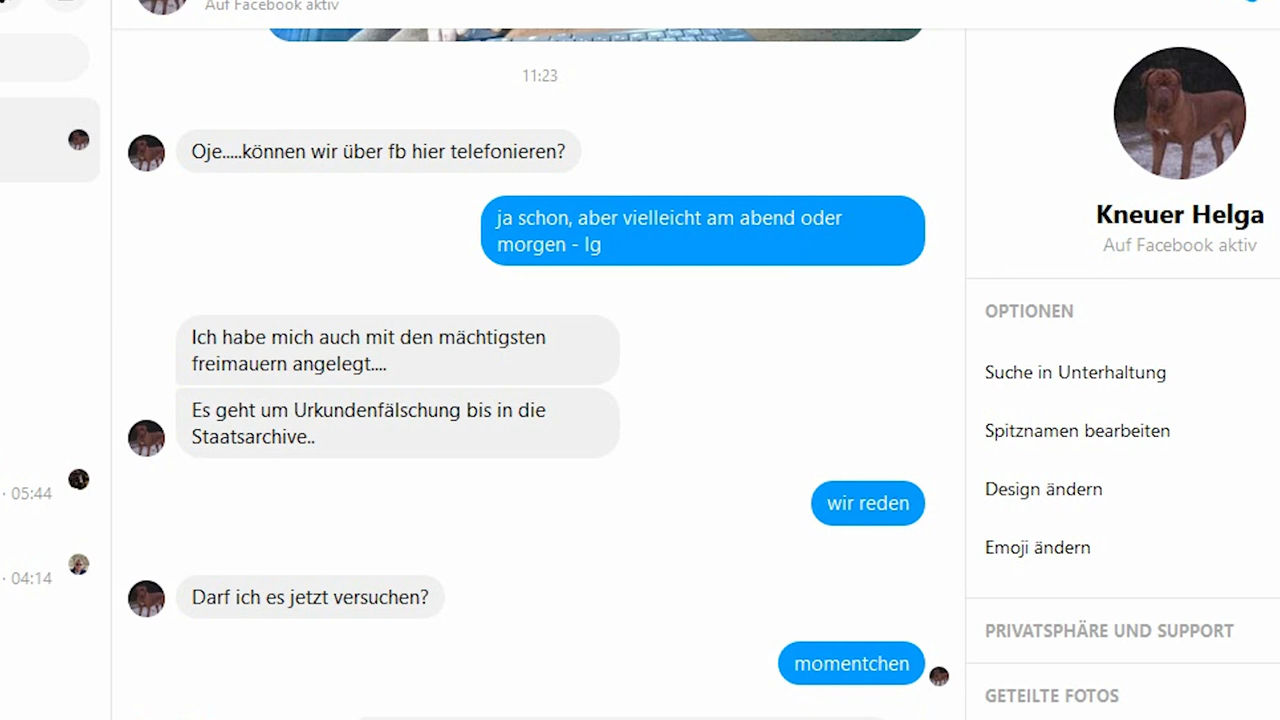 Auf Facebook aktiv
11:23
Oje.....können wir über fb hier telefonieren?
ja schon, aber vielleicht am abend oder
morgen - lg
Ich habe mich auch mit den mächtigsten
freimauern angelegt....
Es geht um Urkundenfälschung bis in die
Staatsarchive..
wir reden
Darf ich es jetzt versuchen?
momentchen
· 05:44
· 04:14
Kneuer Helga
Auf Facebook aktiv
OPTIONEN
Suche in Unterhaltung
Spitznamen bearbeiten
Design ändern
Emoji ändern
PRIVATSPHÄRE UND SUPPORT
GETEILTE FOTOS